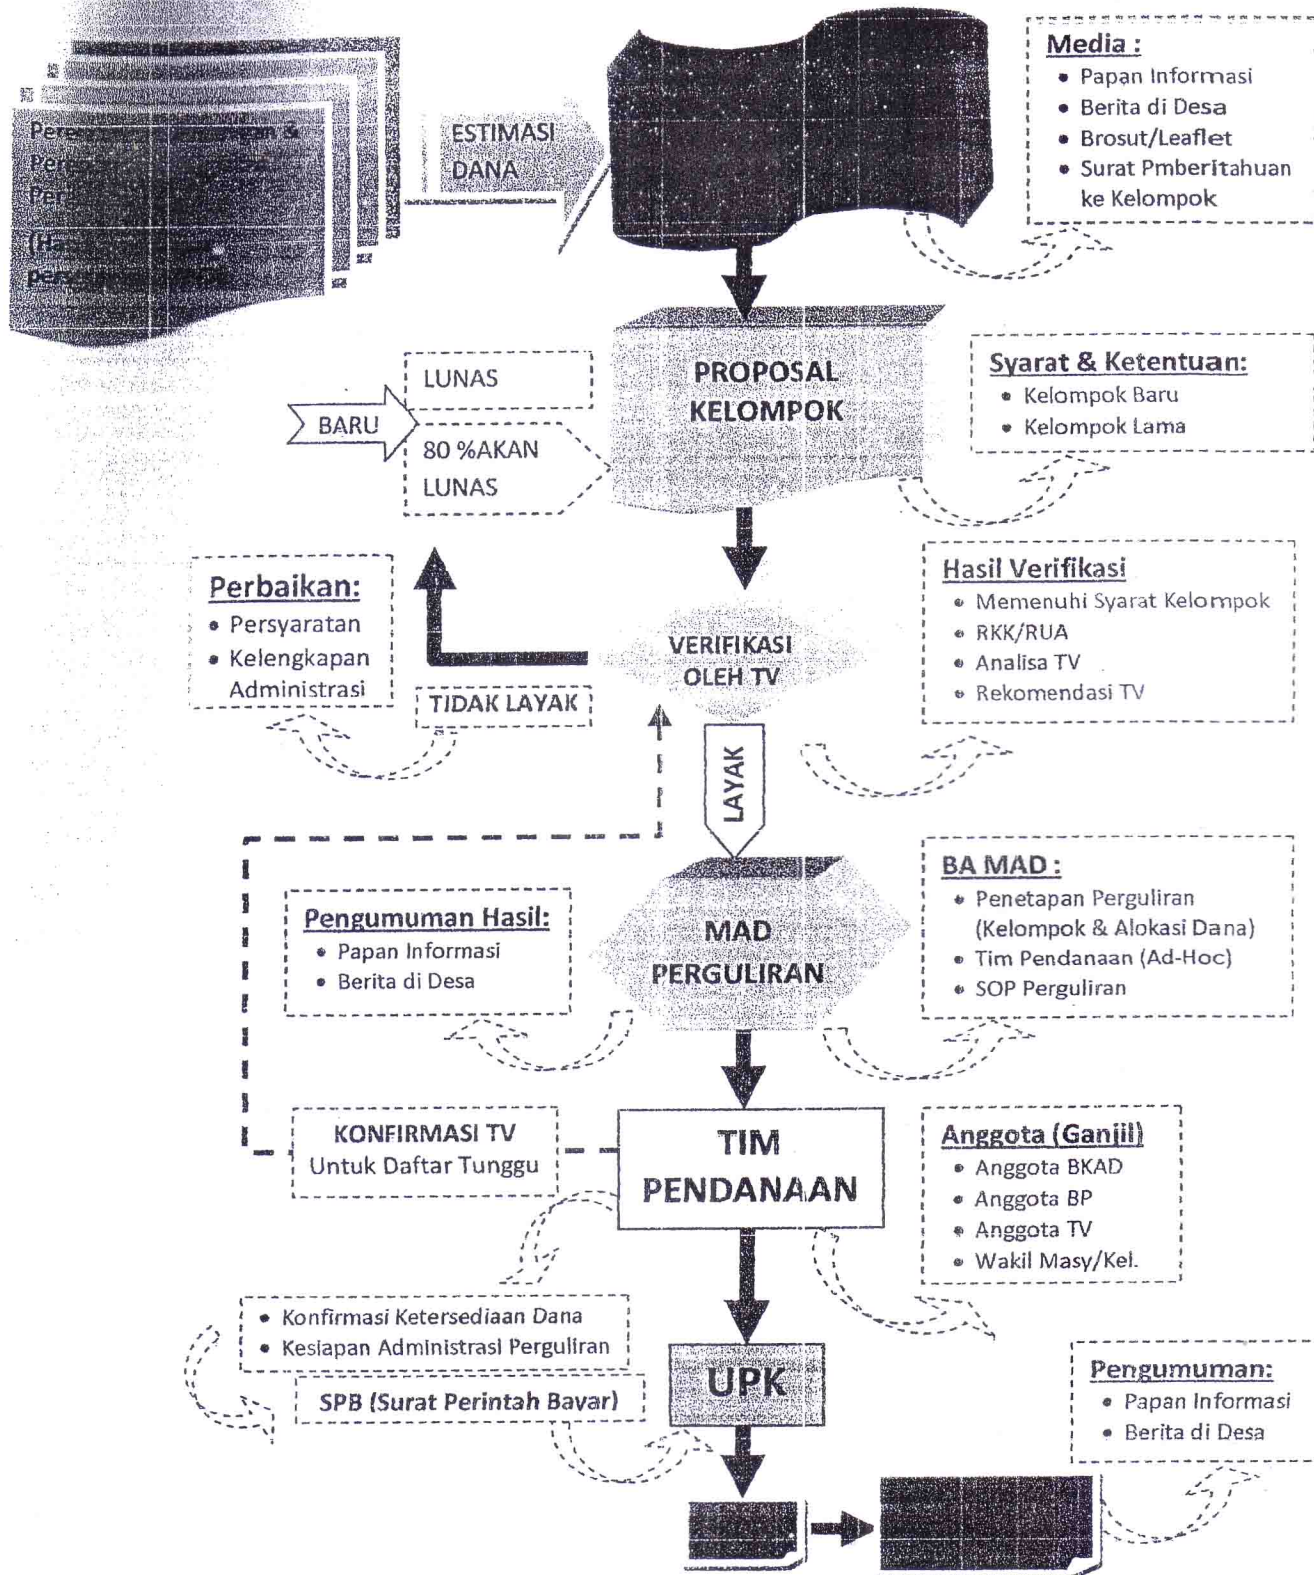 ESTIMASI
DANA
Media :
• Papan Informasi
• Berita di Desa
• Brosut/Leaflet
• Surat Pmberitahuan
ke Kelompok
PROPOSAL
KELOMPOK
LUNAS
BARU
80 %AKAN
LUNAS
Syarat & Ketentuan:
• Kelompok Baru
• Kelompok Lama
Perbaikan:
• Persyaratan
• Kelengkapan
Administrasi
TIDAK LAYAK
VERIFIKASI
OLEH TV
Hasil Verifikasi
• Memenuhi Syarat Kelompok
• RKK/RUA
• Analisa TV
• Rekomendasi TV
LAYAK
Pengumuman Hasil:
• Papan Informasi
• Berita di Desa
MAD
PERGULIRAN
BA MAD :
• Penetapan Perguliran
(Kelompok & Alokasi Dana)
• Tim Pendanaan (Ad-Hoc)
• SOP Perguliran
KONFIRMASI TV
Untuk Daftar Tunggu
TIM
PENDANAAN
Anggota (Ganjil)
• Anggota BKAD
• Anggota BP
• Anggota TV
• Wakil Masy/Kel.
• Konfirmasi Ketersediaan Dana
• Kesiapan Administrasi Perguliran
SPB (Surat Perintah Bayar)
UPK
Pengumuman:
• Papan Informasi
• Berita di Desa